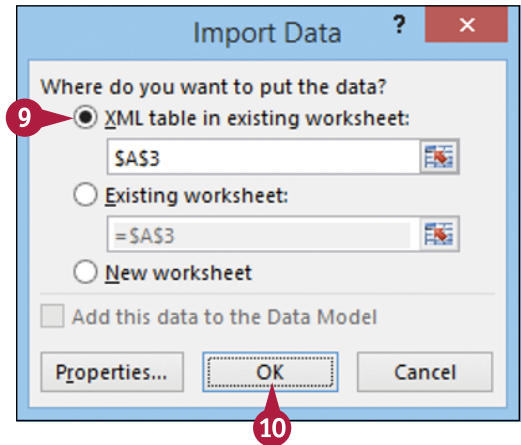 Import Data ? ×
Where do you want to put the data?
9 XML table in existing worksheet:
$A$3
Existing worksheet:
=$A$3
New worksheet
Add this data to the Data Model
Properties... OK Cancel
10